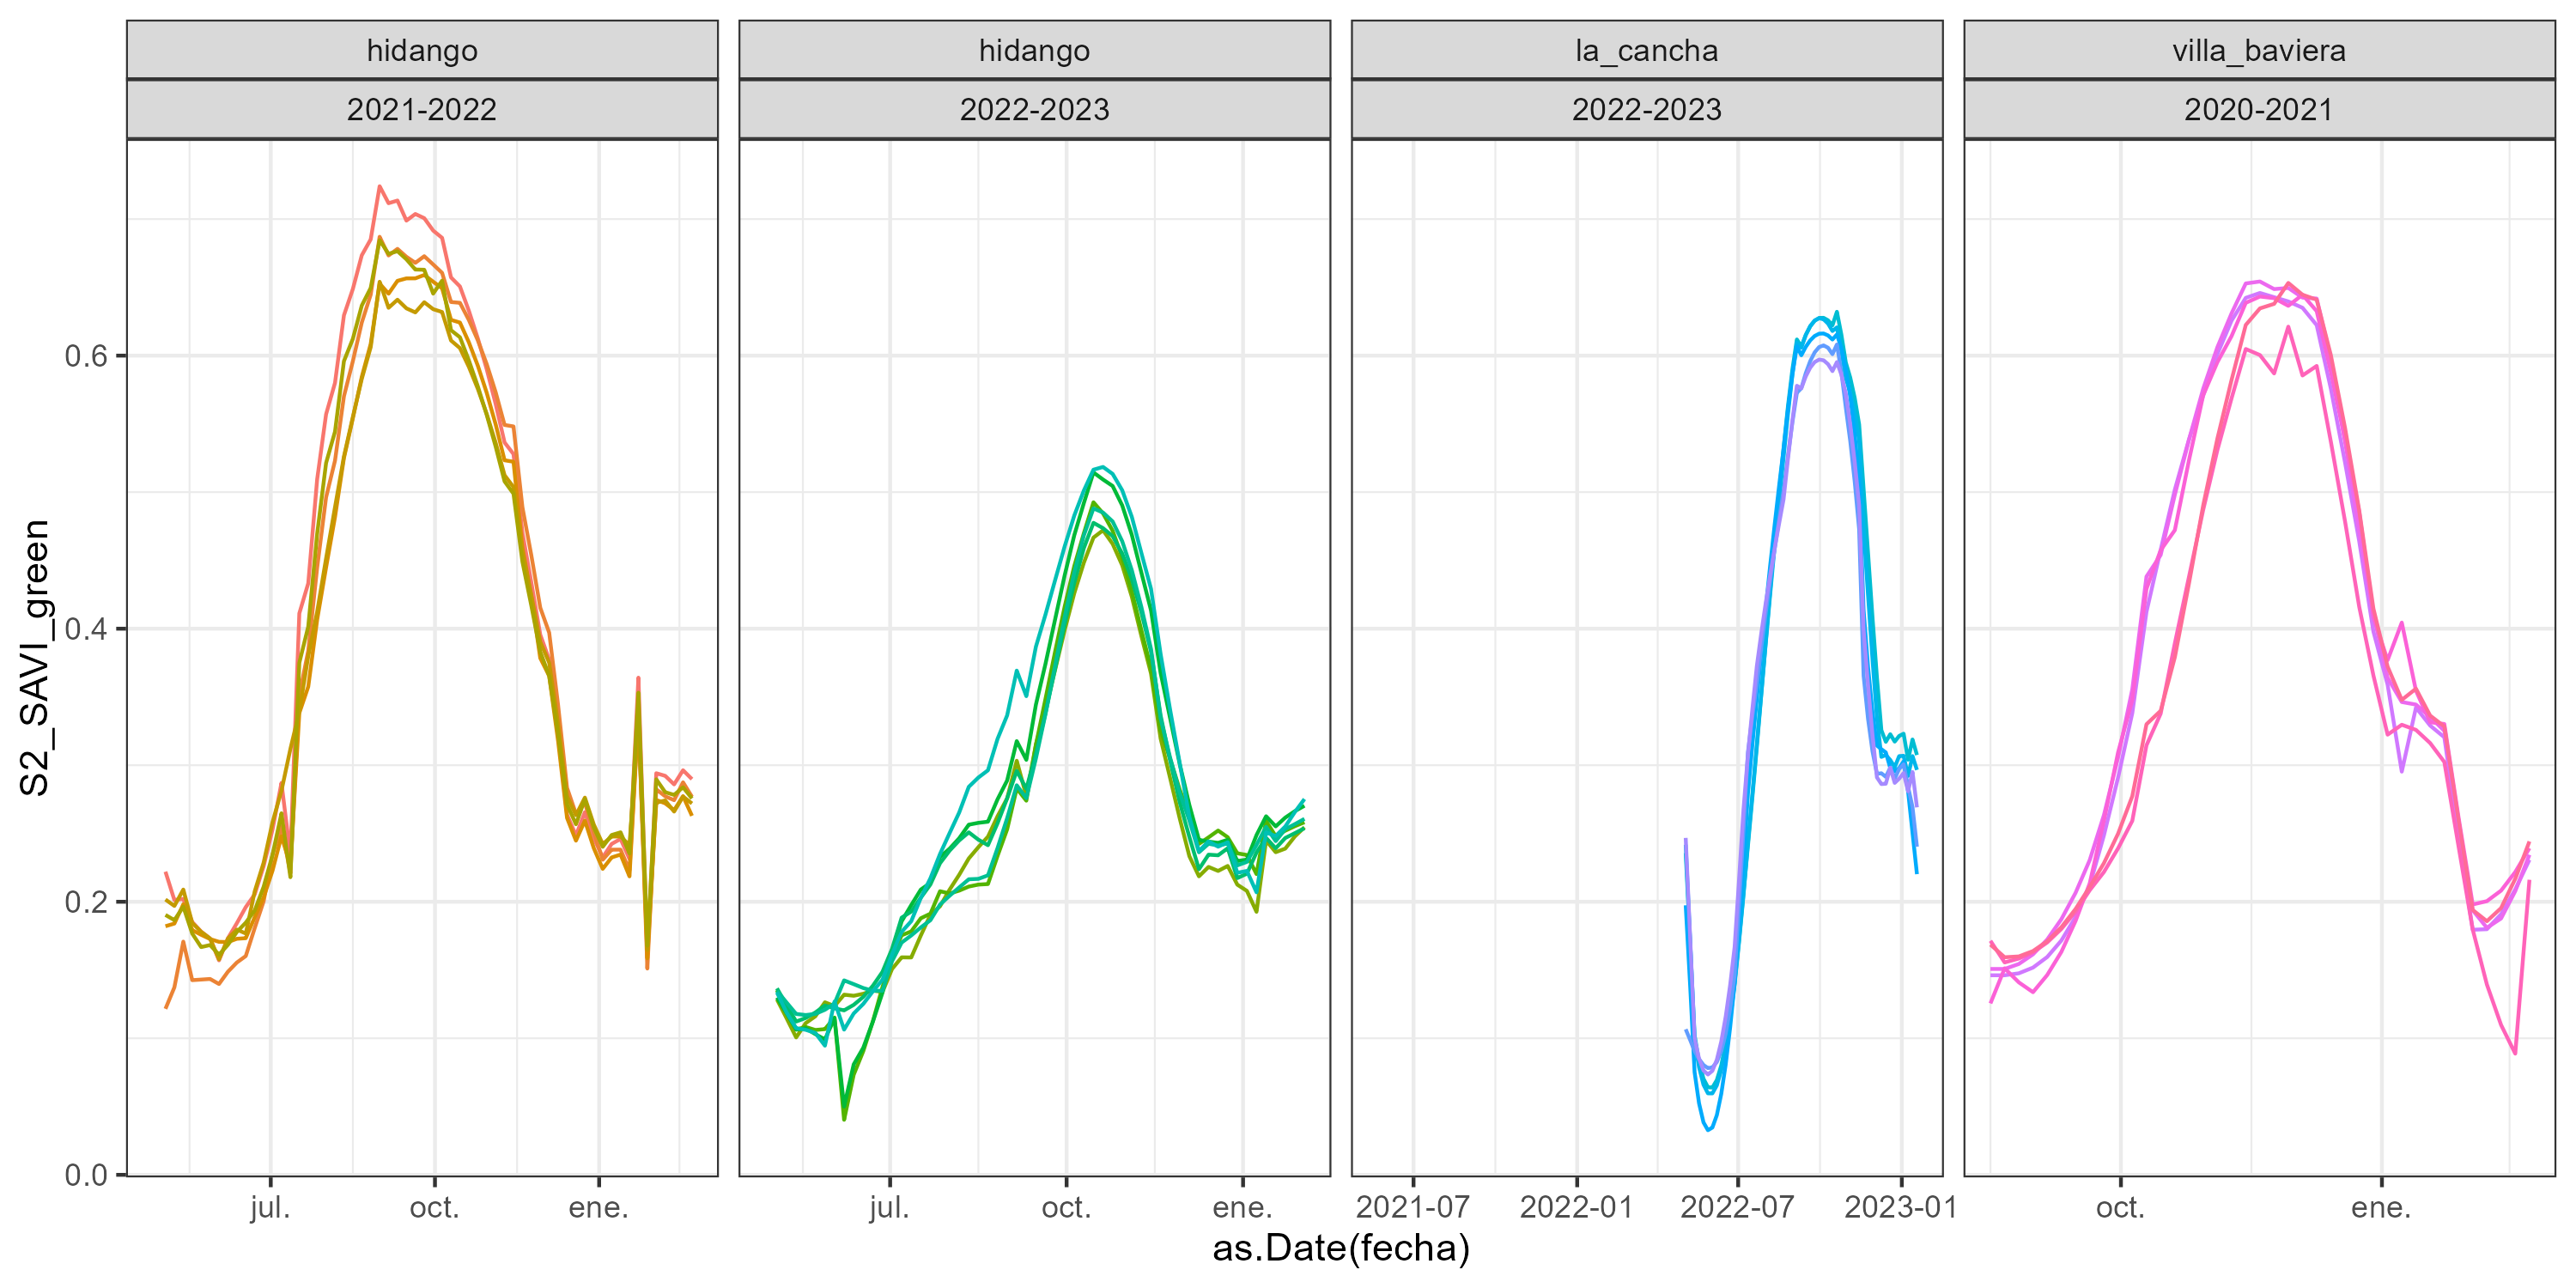 hidango
hidango
la_cancha
villa_baviera
2021-2022
2022-2023
2022-2023
2020-2021
S2_SAVI_green
0.6
0.4
0.2
0.0
jul.
oct.
ene.
jul.
oct.
ene.
2021-07
2022-01
2022-07
2023-01
oct.
ene.
as.Date(fecha)